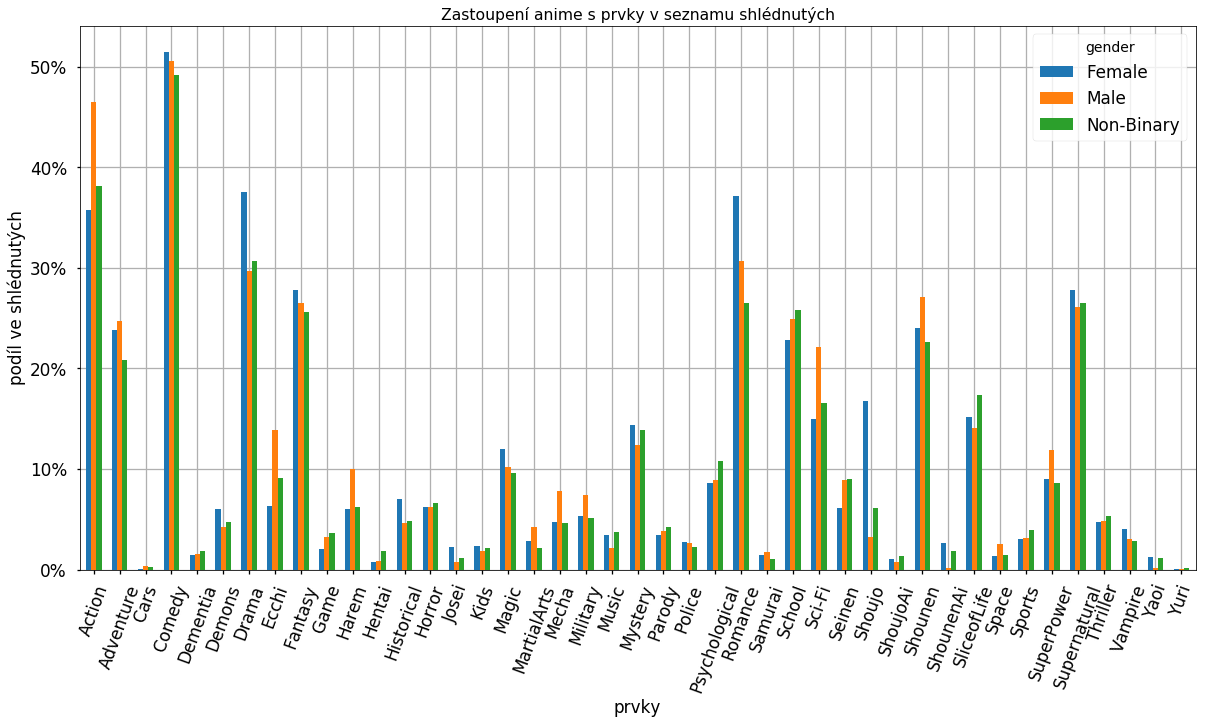 Zastoupení anime s prvky v seznamu shlédnutých
gender
Female
Male
Non-Binary
podíl ve shlédnutých
50%
40%
30%
20%
10%
0%
Action
Adventure
Cars
Comedy
Dementia
Demons
Drama
Ecchi
Fantasy
Game
Harem
Hentai
Historical
Horror
Josei
Kids
Magic
MartialArts
Mecha
Military
Music
Mystery
Parody
Police
Psychological
Romance
Samurai
School
Sci-Fi
Seinen
Shoujo
ShoujoAi
Shounen
ShounenAi
SliceofLife
Space
Sports
SuperPower
Supernatural
Thriller
Vampire
Yaoi
Yuri
prvky